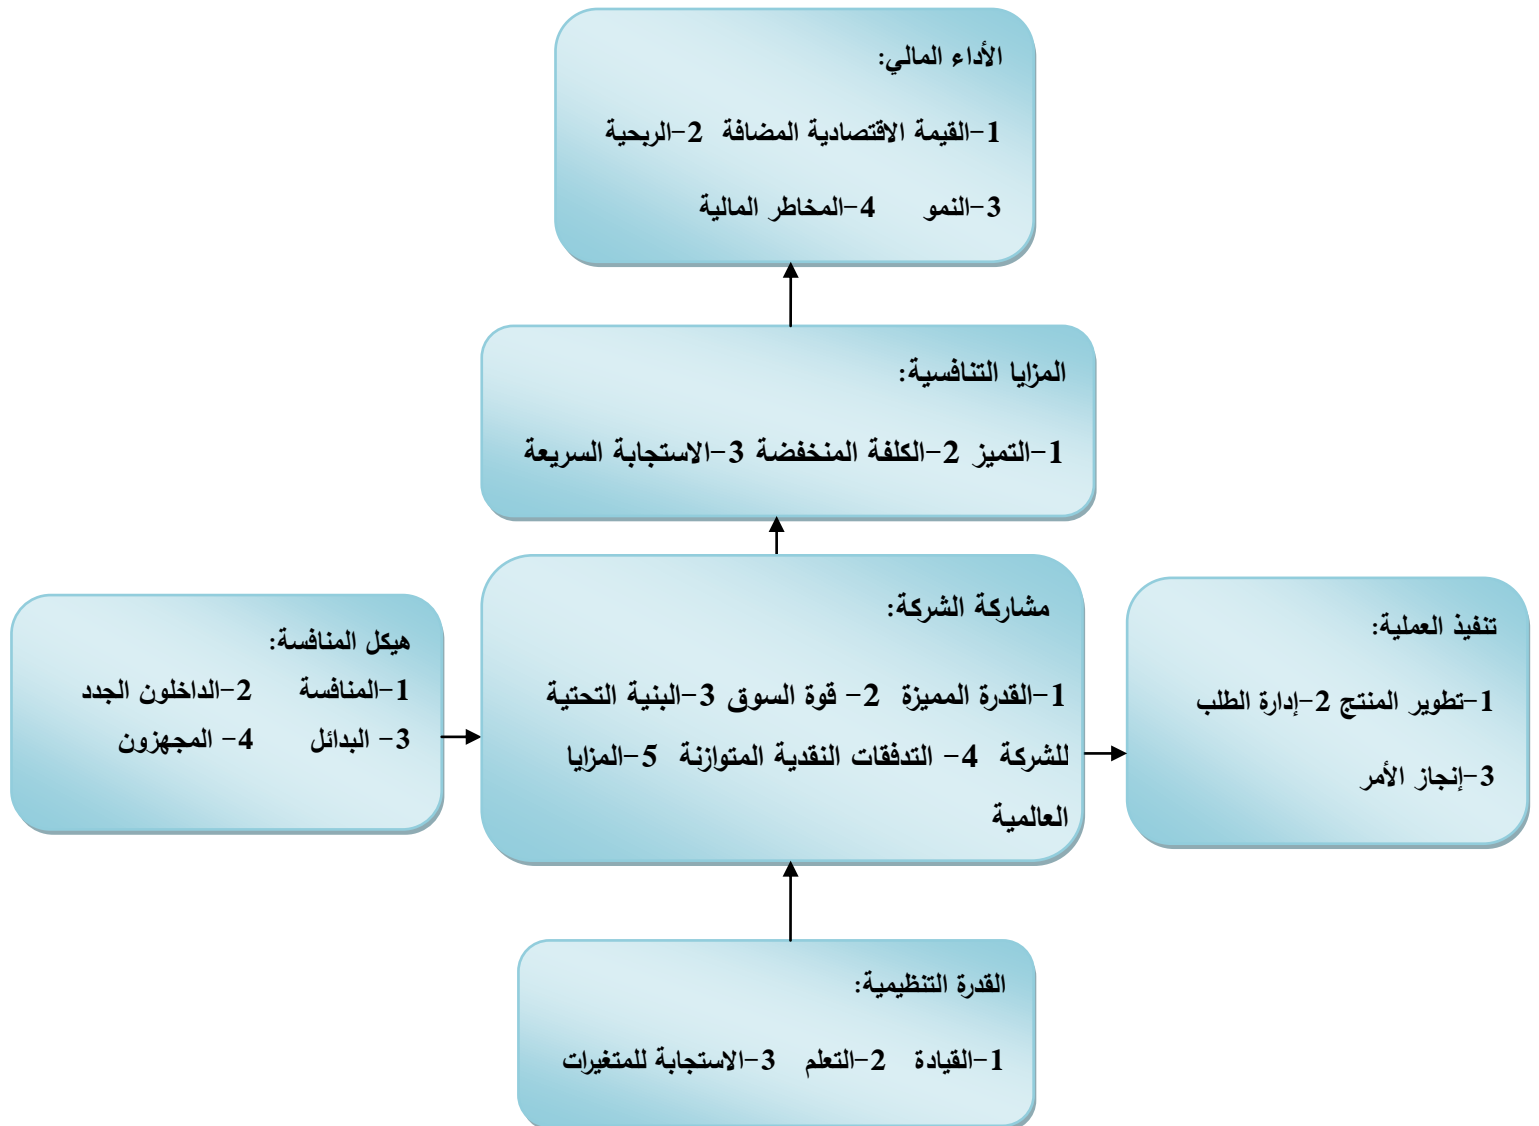 الأداء المالي:
1-القيمة الاقتصادية المضافة 2-الربحية
3-النمو 4-المخاطر المالية
المزايا التنافسية:
1-التميز 2-الكلفة المنخفضة 3-الاستجابة السريعة
مشاركة الشركة:
1-القدرة المميزة 2- قوة السوق 3-البنية التحتية
للشركة 4- التدفقات النقدية المتوازنة 5-المزايا
العالمية
تنفيذ العملية:
1-تطوير المنتج 2-إدارة الطلب
3-إنجاز الأمر
هيكل المنافسة:
1-المنافسة 2-الداخلون الجدد
3- البدائل 4- المجهزون
القدرة التنظيمية:
1-القيادة 2-التعلم 3-الاستجابة للمتغيرات